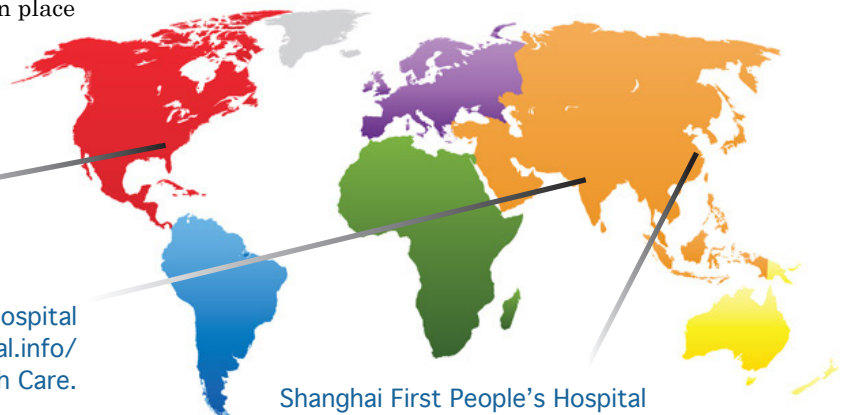 n place
ospital
al.info/
h Care.
Shanghai First People’s Hospital